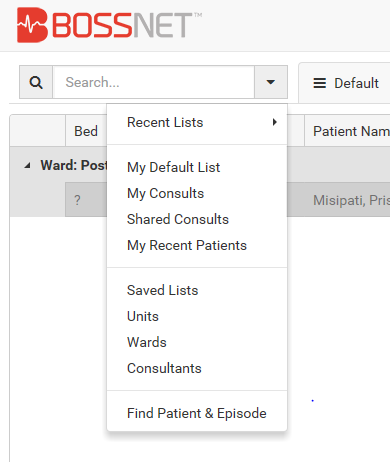 BOSSNET™
Search...
Default
Recent Lists
Bed
Patient Nam
My Default List
Ward: Post
My Consults
? Misipati, Pris
Shared Consults
My Recent Patients
Saved Lists
Units
Wards
Consultants
Find Patient & Episode